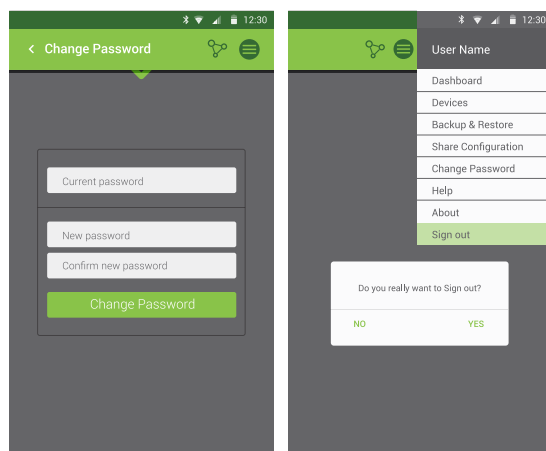 12:30
Change Password
Current password
New password
Confirm new password
Change Password
12:30
User Name
Dashboard
Devices
Backup & Restore
Share Configuration
Change Password
Help
About
Sign out
Do you really want to Sign out?
NO YES